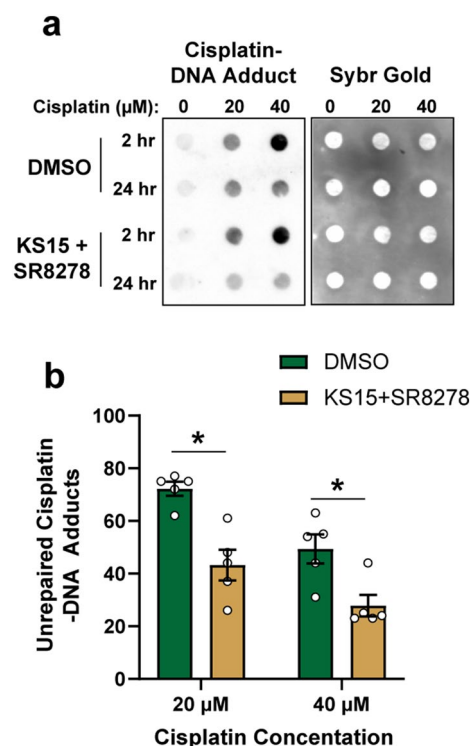 a
Cisplatin-
DNA Adduct
Sybr Gold
Cisplatin (µM): 0 20 40 0 20 40
DMSO
2 hr
24 hr
KS15 +
SR8278
2 hr
24 hr
b
DMSO
KS15+SR8278
Unrepaired Cisplatin
-DNA Adducts
100
80
60
40
20
0
*
*
20 µM
40 µM
Cisplatin Concentation